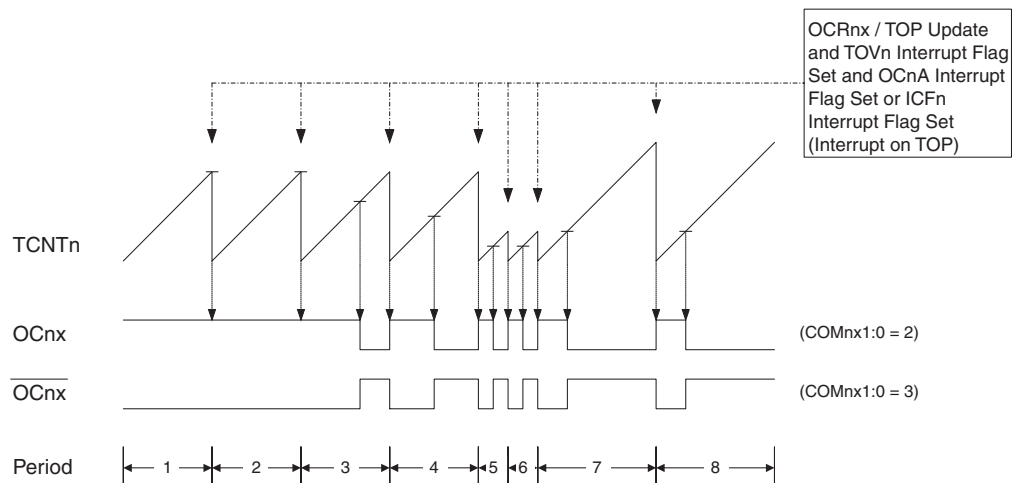 OCRnx / TOP Update
and TOVn Interrupt Flag
Set and OCnA Interrupt
Flag Set or ICFn
Interrupt Flag Set
(Interrupt on TOP)
TCNTn
OCnx
(COMnx1:0 = 2)
OCnx
(COMnx1:0 = 3)
Period
1 2 3 4 5 6 7 8